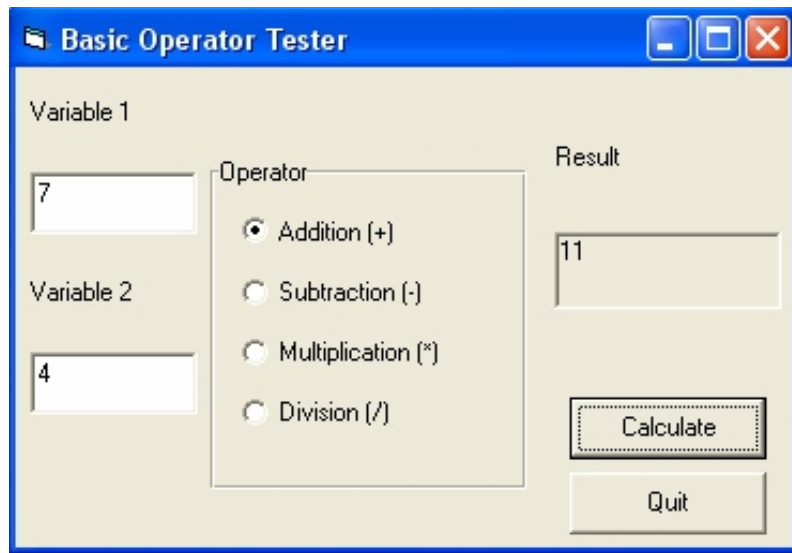 Basic Operator Tester
Variable 1
7
Variable 2
4
Operator
Addition (+)
Subtraction (-)
Multiplication (*)
Division (/)
Result
11
Calculate
Quit